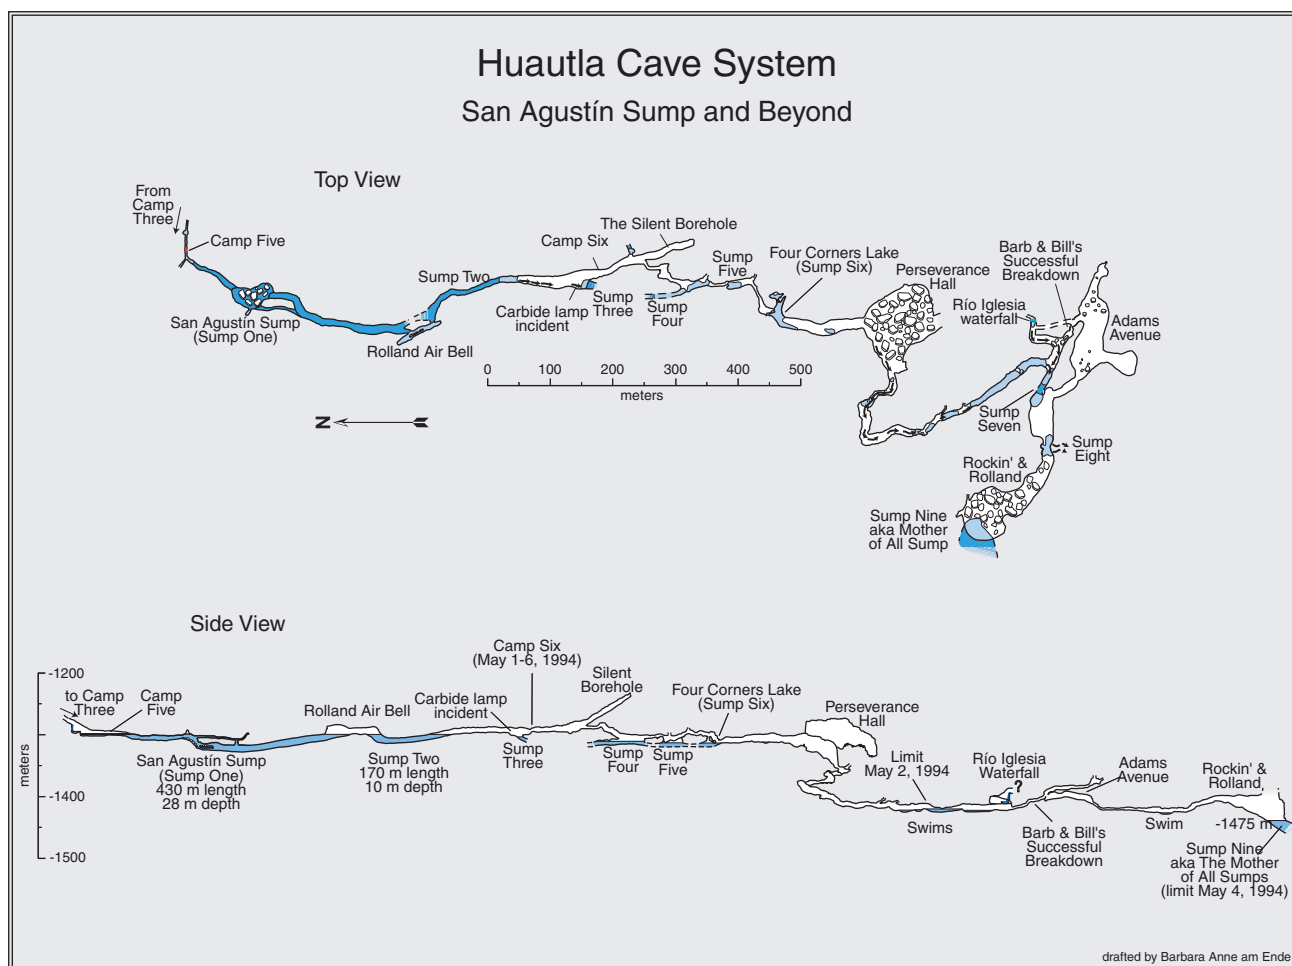 Huautla Cave System
San Agustín Sump and Beyond
Top View
From
Camp
Three
Camp Five
San Agustín Sump
(Sump One)
Rolland Air Bell
Sump Two
Camp Six
The Silent Borehole
Carbide lamp
incident
Sump
Three
Sump
Four
Sump
Five
Four Corners Lake
(Sump Six)
Perseverance
Hall
Barb & Bill's
Successful
Breakdown
Río Iglesia
waterfall
Adams
Avenue
Sump
Seven
Sump
Eight
Rockin' &
Rolland
Sump Nine
aka Mother
of All Sump
0 100 200 300 400 500
meters
N
Side View
-1200
-1400
-1500
meters
to Camp
Three
Camp
Five
San Agustín Sump
(Sump One)
430 m length
28 m depth
Rolland Air Bell
Sump Two
170 m length
10 m depth
Carbide lamp
incident
Camp Six
(May 1-6, 1994)
Sump
Three
Silent
Borehole
Sump
Four
Sump
Five
Four Corners Lake
(Sump Six)
Perseverance
Hall
Limit
May 2, 1994
Swims
Río Iglesia
Waterfall
?
Barb & Bill's
Successful
Breakdown
Adams
Avenue
Swim
Rockin' &
Rolland
-1475 m
Sump Nine
aka The Mother
of All Sumps
(limit May 4, 1994)
drafted by Barbara Anne am Ende